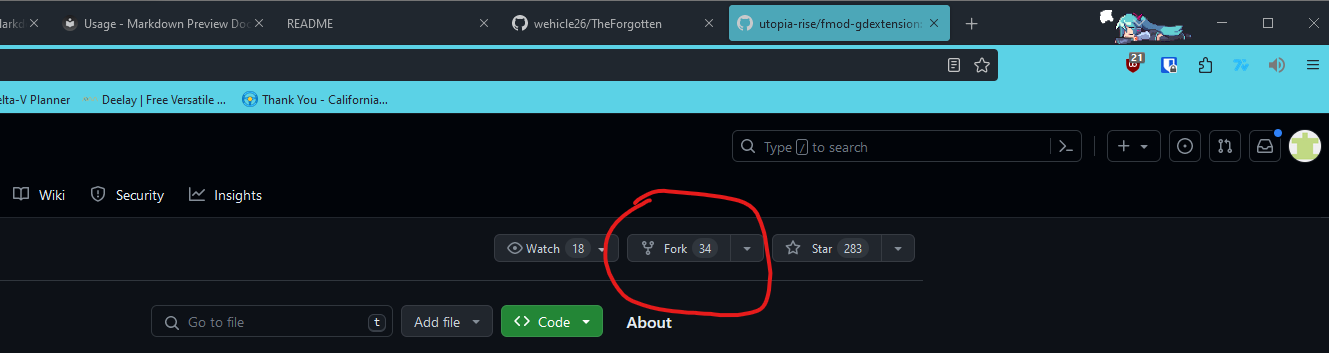 Markd
Usage - Markdown Preview Doc
README
wehicle26/TheForgotten
utopia-rise/fmod-gdextension:
21
elta-V Planner
Deelay | Free Versatile ...
Thank You - California...
Type / to search
Wiki
Security
Insights
Watch 18
Fork 34
Star 283
Go to file
t
Add file
Code
About